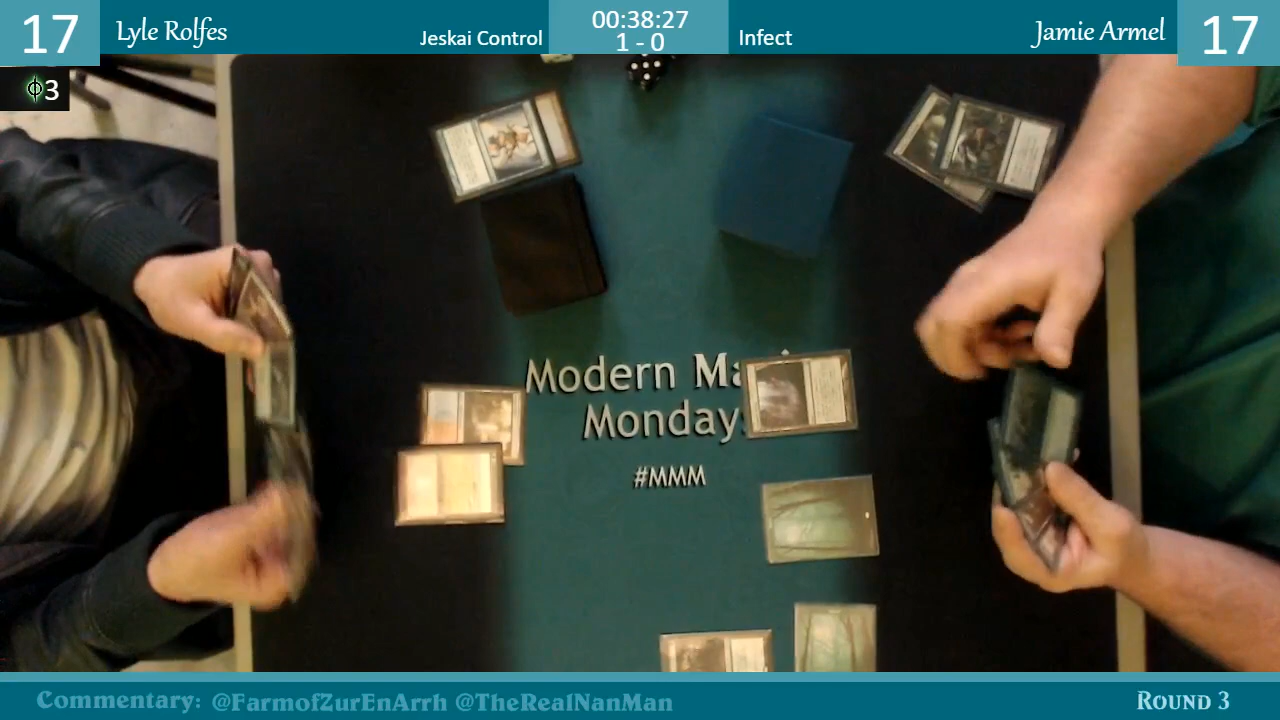 17
Lyle Rolfes
Jeskai Control
00:38:27
1 - 0
Infect
Jamie Armel
17
3
Modern Ma
Monday
#MMM
Commentary: @FarmofZurEnArrh @TheRealNanMan
Round 3